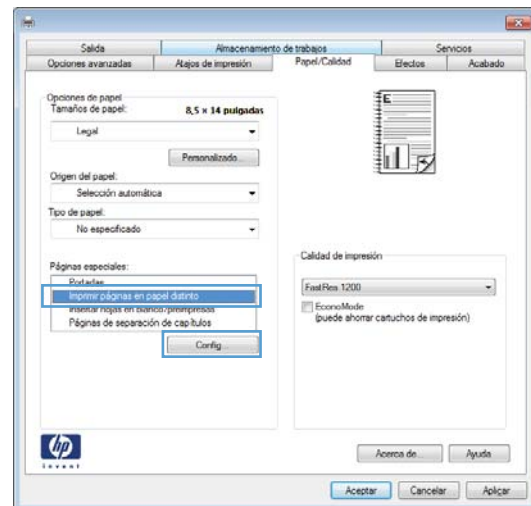 Salida Almacenamiento de trabajos Servicios
Opciones avanzadas Atajos de impresión Papel/Calidad Efectos Acabado
Opciones de papel
Tamaños de papel: 8,5 × 14 pulgadas
Legal
Personalizado...
Origen del papel:
Selección automática
Tipo de papel:
No especificado
Páginas especiales:
Portadas
Imprimir páginas en papel distinto
Insertar hojas en blanco/preimpresas
Páginas de separación de capítulos
Config...
E
Calidad de impresión
FastRes 1200
EconoMode
(puede ahorrar cartuchos de impresión)
hp
invent
Acerca de... Ayuda
Aceptar Cancelar Aplicar